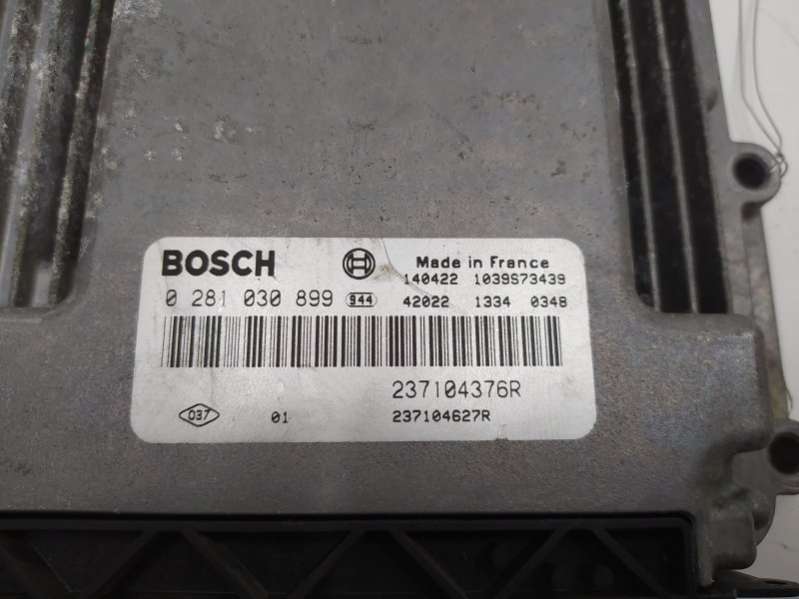 BOSCH Made in France
140422 1039S73439
0 281 030 899 944 42022 1334 0348
237104376R
037 01 237104627R